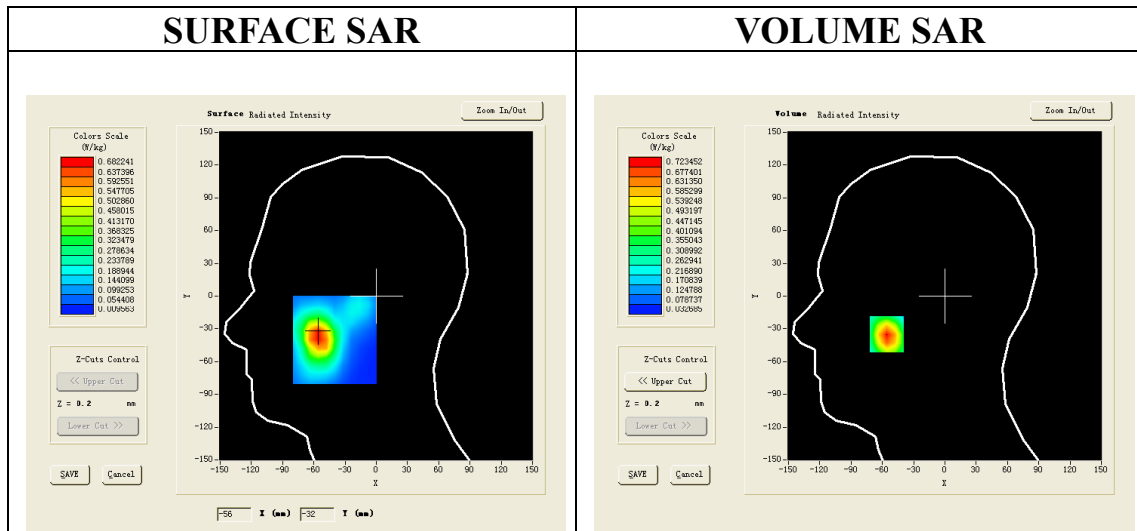 SURFACE SAR
VOLUME SAR
Surface Radiated Intensity
Zoom In/Out
Colors Scale
(W/kg)
0.682241
0.637396
0.592551
0.547705
0.502860
0.458015
0.413170
0.368325
0.323479
0.278634
0.233789
0.188944
0.144099
0.099253
0.054408
0.009563
Z-Cuts Control
<< Upper Cut
Z = 0.2 mm
Lower Cut >>
SAVE Cancel
150
120
90
60
30
0
-30
-60
-90
-120
-150
Y
-150 -120 -90 -60 -30 0 30 60 90 120 150
X
-56 X (mm) -32 Y (mm)
Volume Radiated Intensity
Zoom In/Out
Colors Scale
(W/kg)
0.723452
0.677401
0.631350
0.585299
0.539248
0.493197
0.447145
0.401094
0.355043
0.308992
0.262941
0.216890
0.170839
0.124788
0.078737
0.032685
Z-Cuts Control
<< Upper Cut
Z = 0.2 mm
Lower Cut >>
SAVE Cancel
150
120
90
60
30
0
-30
-60
-90
-120
-150
Y
-150 -120 -90 -60 -30 0 30 60 90 120 150
X